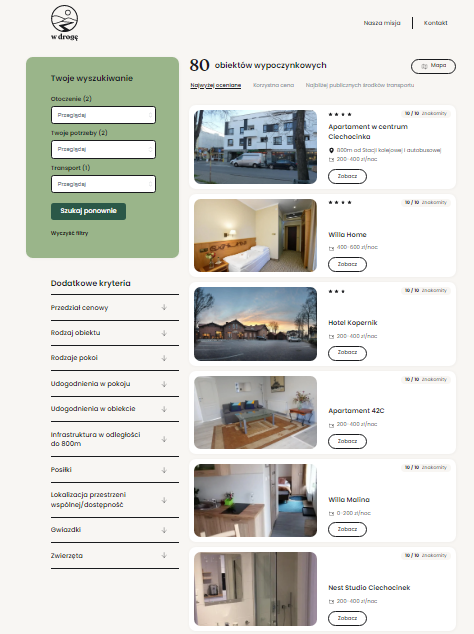 w drogę
Nasza misja
Kontakt
Twoje wyszukiwanie
Otoczenie (2)
Przeglądaj
Twoje potrzeby (2)
Przeglądaj
Transport (1)
Przeglądaj
Szukaj ponownie
Wyczyść filtry
Dodatkowe kryteria
Przedział cenowy
Rodzaj obiektu
Rodzaje pokoi
Udogodnienia w pokoju
Udogodnienia w obiekcie
Infrastruktura w odległości
do 800m
Posiłki
Lokalizacja przestrzeni
wspólnej/dostępność
Gwiazdki
Zwierzęta
80 obiektów wypoczynkowych
Mapa
Najwyżej oceniane
Korzystna cena
Najbliżej publicznych środków transportu
10 / 10 Znakomity
Apartament w centrum
Ciechocinka
800m od Stacji kolejowej i autobusowej
200-400 zł/noc
Zobacz
10 / 10 Znakomity
Willa Home
400-600 zł/noc
Zobacz
10 / 10 Znakomity
Hotel Kopernik
200-400 zł/noc
Zobacz
10 / 10 Znakomity
Apartament 42C
200-400 zł/noc
Zobacz
10 / 10 Znakomity
Willa Malina
0-200 zł/noc
Zobacz
10 / 10 Znakomity
Nest Studio Ciechocinek
200-400 zł/noc
Zobacz